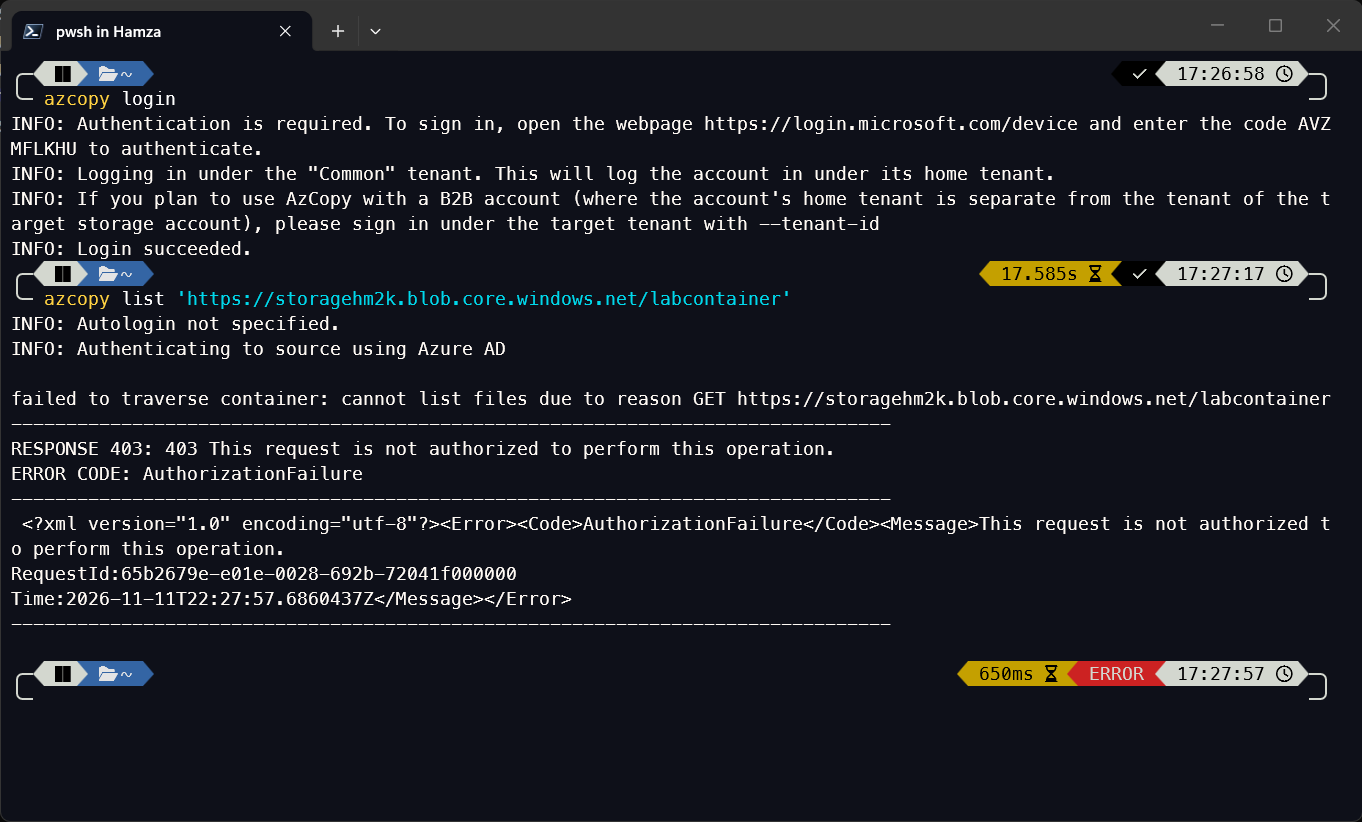 pwsh in Hamza
~ 17:26:58
azcopy login
INFO: Authentication is required. To sign in, open the webpage https://login.microsoft.com/device and enter the code AVZ
MFLKHU to authenticate.
INFO: Logging in under the "Common" tenant. This will log the account in under its home tenant.
INFO: If you plan to use AzCopy with a B2B account (where the account's home tenant is separate from the tenant of the t
arget storage account), please sign in under the target tenant with --tenant-id
INFO: Login succeeded.
~ 17.585s 17:27:17
azcopy list 'https://storagehm2k.blob.core.windows.net/labcontainer'
INFO: Autologin not specified.
INFO: Authenticating to source using Azure AD
failed to traverse container: cannot list files due to reason GET https://storagehm2k.blob.core.windows.net/labcontainer
--------------------------------------------------------------------------------
RESPONSE 403: 403 This request is not authorized to perform this operation.
ERROR CODE: AuthorizationFailure
--------------------------------------------------------------------------------
<?xml version="1.0" encoding="utf-8"?><Error><Code>AuthorizationFailure</Code><Message>This request is not authorized t
o perform this operation.
RequestId:65b2679e-e01e-0028-692b-72041f000000
Time:2026-11-11T22:27:57.6860437Z</Message></Error>
--------------------------------------------------------------------------------
~ 650ms ERROR 17:27:57